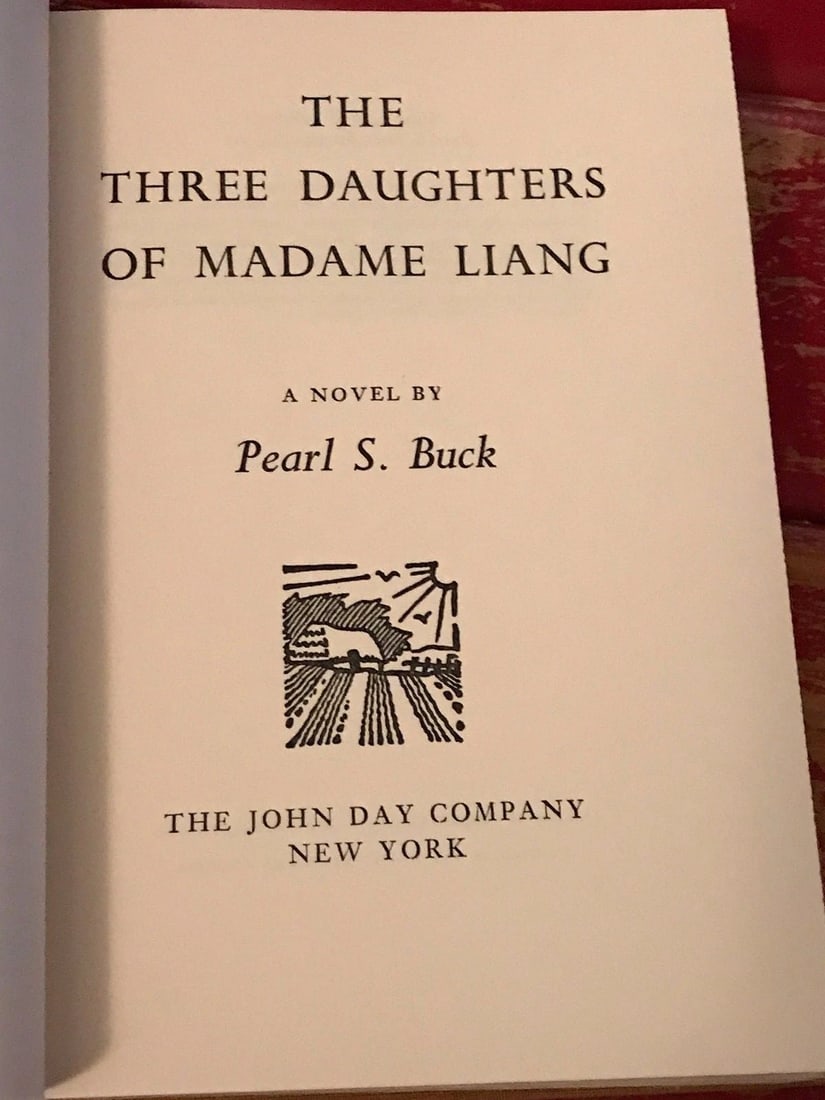 THE
THREE DAUGHTERS
OF MADAME LIANG
A NOVEL BY
Pearl S. Buck
THE JOHN DAY COMPANY
NEW YORK